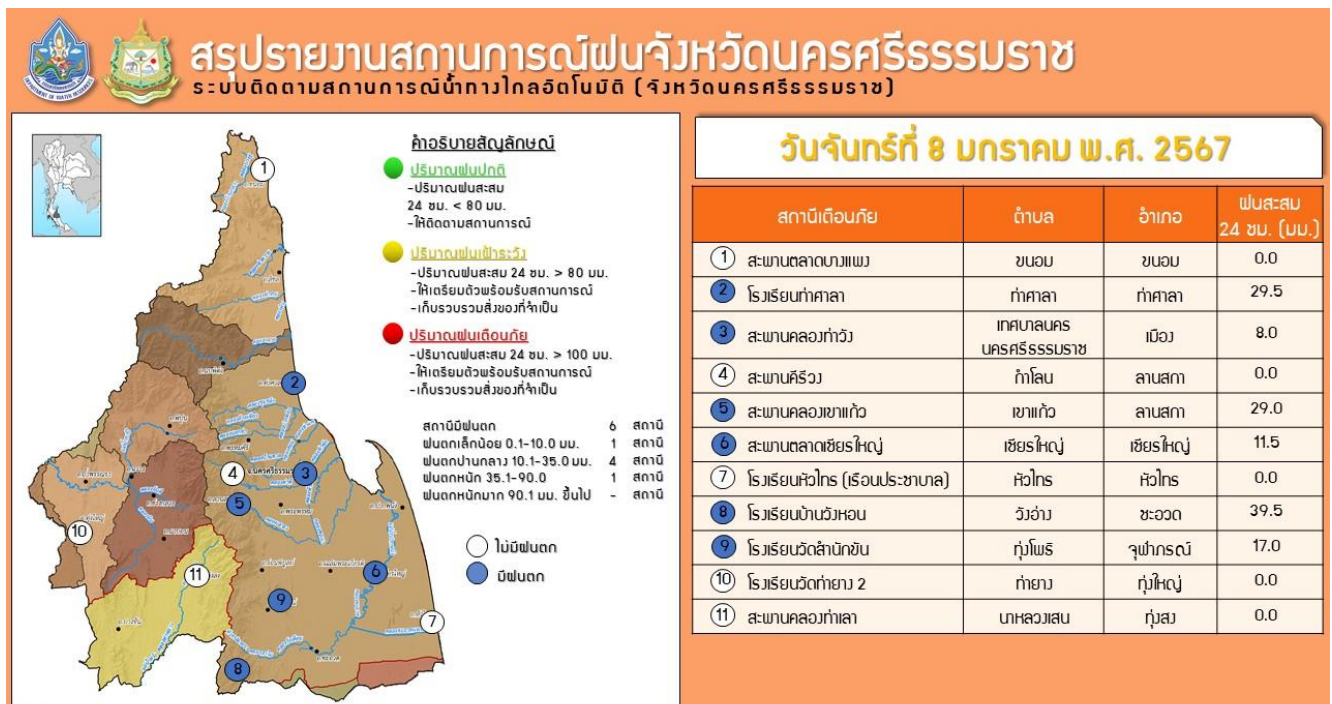 สรุปรายงานสถานการณ์ฝนจังหวัดนครศรีธรรมราช
ระบบติดตามสถานการณ์น้ำทางไกลอัตโนมัติ (จังหวัดนครศรีธรรมราช)
คำอธิบายสัญลักษณ์
ปริมาณฝนปกติ
-ปริมาณฝนสะสม
24 ชม. < 80 มม.
-ให้ติดตามสถานการณ์
ปริมาณฝนเฝ้าระวัง
-ปริมาณฝนสะสม 24 ชม. > 80 มม.
-ให้เตรียมตัวพร้อมรับสถานการณ์
-เก็บรวบรวมสิ่งของที่จำเป็น
ปริมาณฝนเตือนภัย
-ปริมาณฝนสะสม 24 ชม. > 100 มม.
-ให้เตรียมตัวพร้อมรับสถานการณ์
-เก็บรวบรวมสิ่งของที่จำเป็น
สถานีมีฝนตก 6 สถานี
ฝนตกเล็กน้อย 0.1-10.0 มม. 1 สถานี
ฝนตกปานกลาง 10.1-35.0 มม. 4 สถานี
ฝนตกหนัก 35.1-90.0 1 สถานี
ฝนตกหนักมาก 90.1 มม. ขึ้นไป - สถานี
ไม่มีฝนตก
มีฝนตก
1
2
4
3
5
10
11
6
9
7
8
วันจันทร์ที่ 8 มกราคม พ.ศ. 2567
สถานีเตือนภัย ตำบล อำเภอ ฝนสะสม
24 ชม. (มม.)
1 สะพานตลาดบางแพง ขนอม ขนอม 0.0
2 โรงเรียนท่าศาลา ท่าศาลา ท่าศาลา 29.5
3 สะพานคลองท่าวัง เทศบาลนคร
นครศรีธรรมราช เมือง 8.0
4 สะพานคีรีวง กำโลน ลานสกา 0.0
5 สะพานคลองเขาแก้ว เขาแก้ว ลานสกา 29.0
6 สะพานตลาดเชียรใหญ่ เชียรใหญ่ เชียรใหญ่ 11.5
7 โรงเรียนหัวไทร (เรือนประชาบาล) หัวไทร หัวไทร 0.0
8 โรงเรียนบ้านวังหอน วังอ่าง ชะอวด 39.5
9 โรงเรียนวัดสำนักขัน ทุ่งโพธิ จุฬาภรณ์ 17.0
10 โรงเรียนวัดท่ายาง 2 ท่ายาง ทุ่งใหญ่ 0.0
11 สะพานคลองท่าเลา นาหลวงเสน ทุ่งสง 0.0